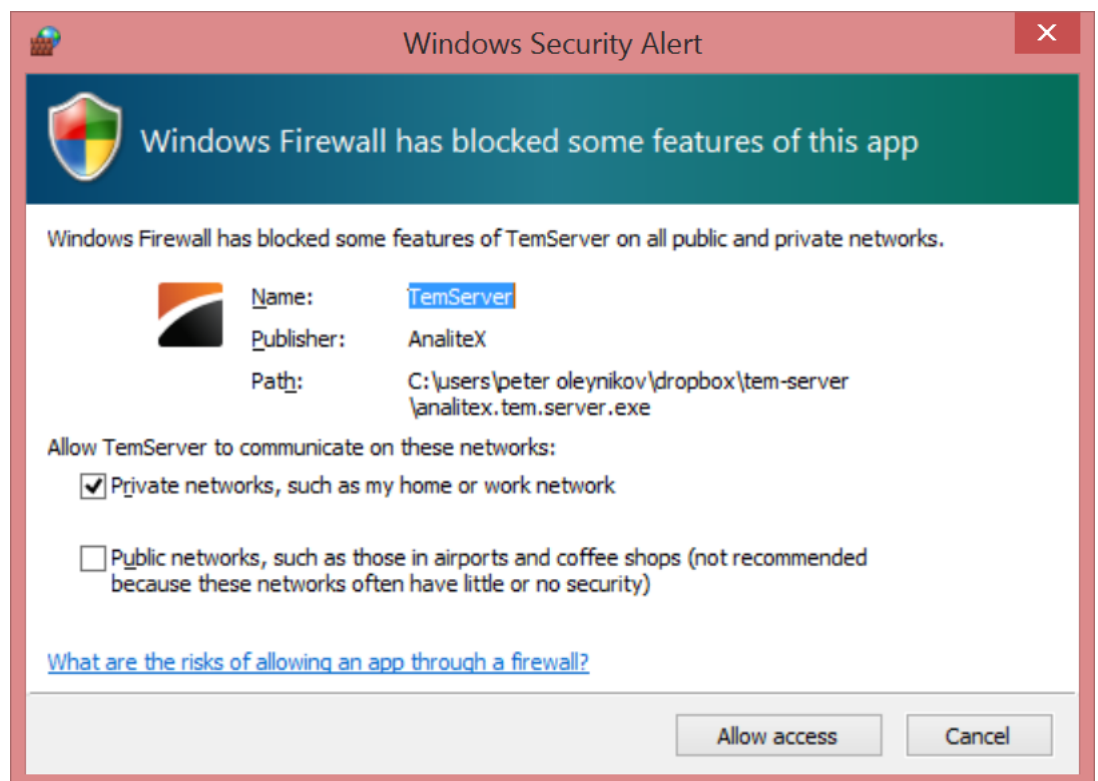 Windows Security Alert
Windows Firewall has blocked some features of this app
Windows Firewall has blocked some features of TemServer on all public and private networks.
Name: TemServer
Publisher: AnaliteX
Path: C:\users\peter oleynikov\dropbox\tem-server
\analitex.tem.server.exe
Allow TemServer to communicate on these networks:
Private networks, such as my home or work network
Public networks, such as those in airports and coffee shops (not recommended
because these networks often have little or no security)
What are the risks of allowing an app through a firewall?
Allow access Cancel